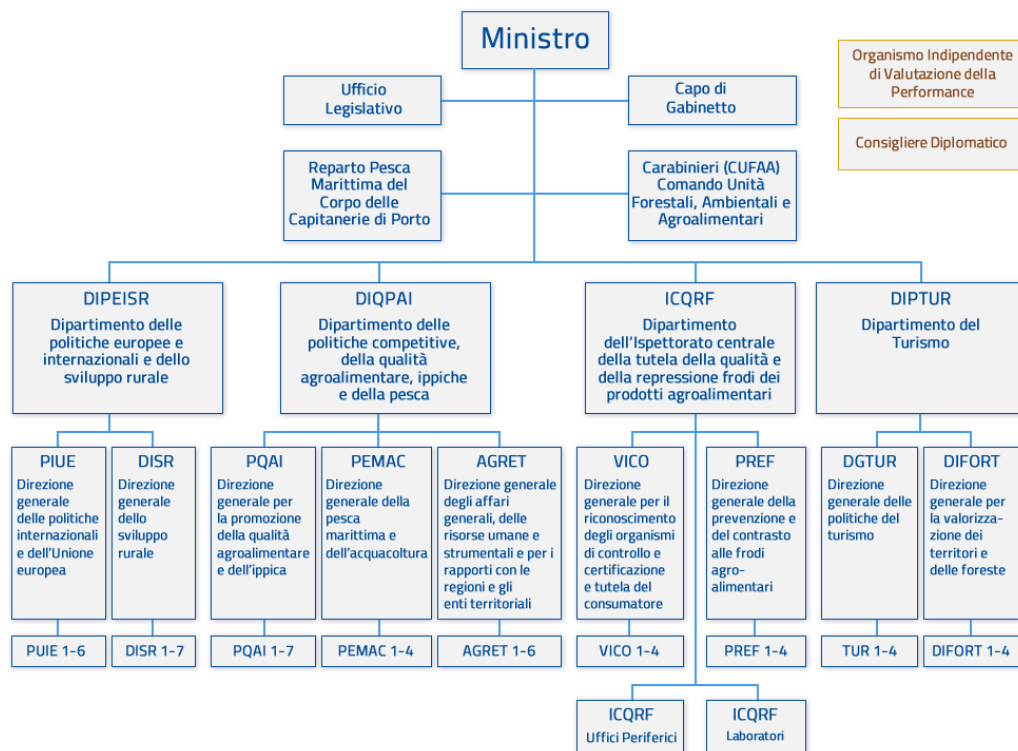 Ministro
Organismo Indipendente
di Valutazione della
Performance
Ufficio
Legislativo
Capo di
Gabinetto
Consigliere Diplomatico
Reparto Pesca
Marittima del
Corpo delle
Capitanerie di Porto
Carabinieri (CUFAA)
Comando Unità
Forestali, Ambientali e
Agroalimentari
DIPEISR
Dipartimento delle
politiche europee e
internazionali e dello
sviluppo rurale
DIQPAI
Dipartimento delle
politiche competitive,
della qualità
agroalimentare, ippiche
e della pesca
ICQRF
Dipartimento
dell'Ispettorato centrale
della tutela della qualità e
della repressione frodi dei
prodotti agroalimentari
DIPTUR
Dipartimento del
Turismo
PIUE
Direzione
generale
delle politiche
internazionali
e dell'Unione
europea
DISR
Direzione
generale
dello
sviluppo
rurale
PQAI
Direzione
generale per
la promozione
della qualità
agroalimentare
e dell'ippica
PEMAC
Direzione
generale della
pesca
marittima e
dell'acquacoltura
AGRET
Direzione generale
degli affari
generali, delle
risorse umane e
strumentali e per i
rapporti con le
regioni e gli
enti territoriali
VICO
Direzione
generale per il
riconoscimento
degli organismi
di controllo e
certificazione
e tutela del
consumatore
PREF
Direzione
generale della
prevenzione e
del contrasto
alle frodi
agro-
alimentari
DGTUR
Direzione
generale delle
politiche del
turismo
DIFORT
Direzione
generale per
la valorizza-
zione dei
territori e
delle foreste
PUIE 1-6
DISR 1-7
PQAI 1-7
PEMAC 1-4
AGRET 1-6
VICO 1-4
PREF 1-4
TUR 1-4
DIFORT 1-4
ICQRF
Uffici Periferici
ICQRF
Laboratori